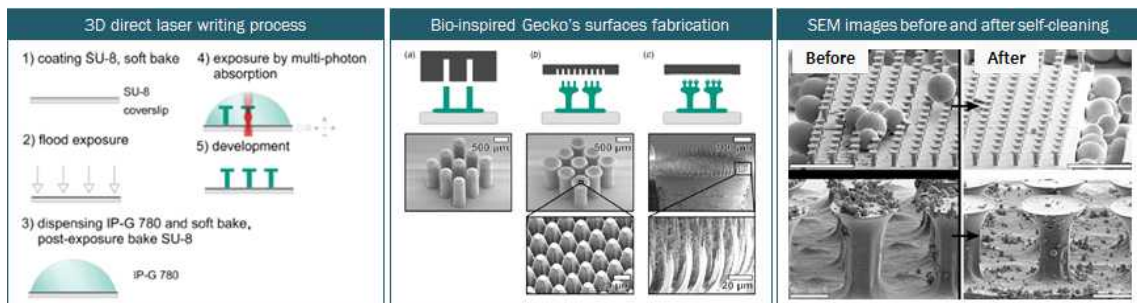 3D direct laser writing process
1) coating SU-8, soft bake
SU-8
coverslip
2) flood exposure
3) dispensing IP-G 780 and soft bake,
post-exposure bake SU-8
IP-G 780
4) exposure by multi-photon
absorption
5) development
Bio-inspired Gecko's surfaces fabrication
(a)
(b)
(c)
500 µm
500 µm
20 µm
SEM images before and after self-cleaning
Before
After